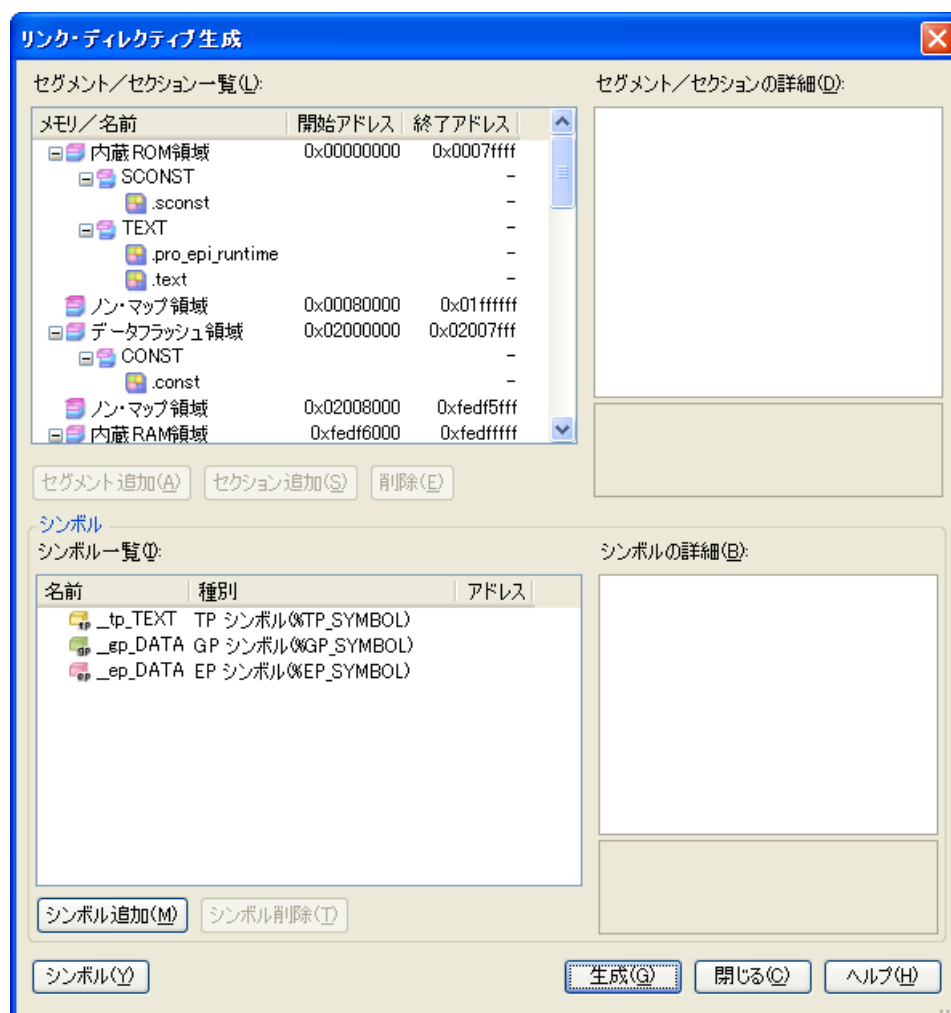 リンク・ディレクティブ生成
セグメント／セクション一覧(L):
メモリ／名前 開始アドレス 終了アドレス
内蔵ROM領域 0x00000000 0x0007ffff
SCONST -
.sconst -
TEXT -
.pro_epi_runtime -
.text -
ノン・マップ領域 0x00080000 0x01ffffff
データフラッシュ領域 0x02000000 0x02007fff
CONST -
.const -
ノン・マップ領域 0x02008000 0xfedf5fff
内蔵RAM領域 0xfedf6000 0xfedfffff
セグメント追加(A) セクション追加(S) 削除(E)
セグメント／セクションの詳細(D):
シンボル
シンボル一覧(I):
名前 種別 アドレス
__tp_TEXT TP シンボル(%TP_SYMBOL)
__gp_DATA GP シンボル(%GP_SYMBOL)
__ep_DATA EP シンボル(%EP_SYMBOL)
シンボル追加(M) シンボル削除(T)
シンボルの詳細(B):
シンボル(Y) 生成(G) 閉じる(C) ヘルプ(H)